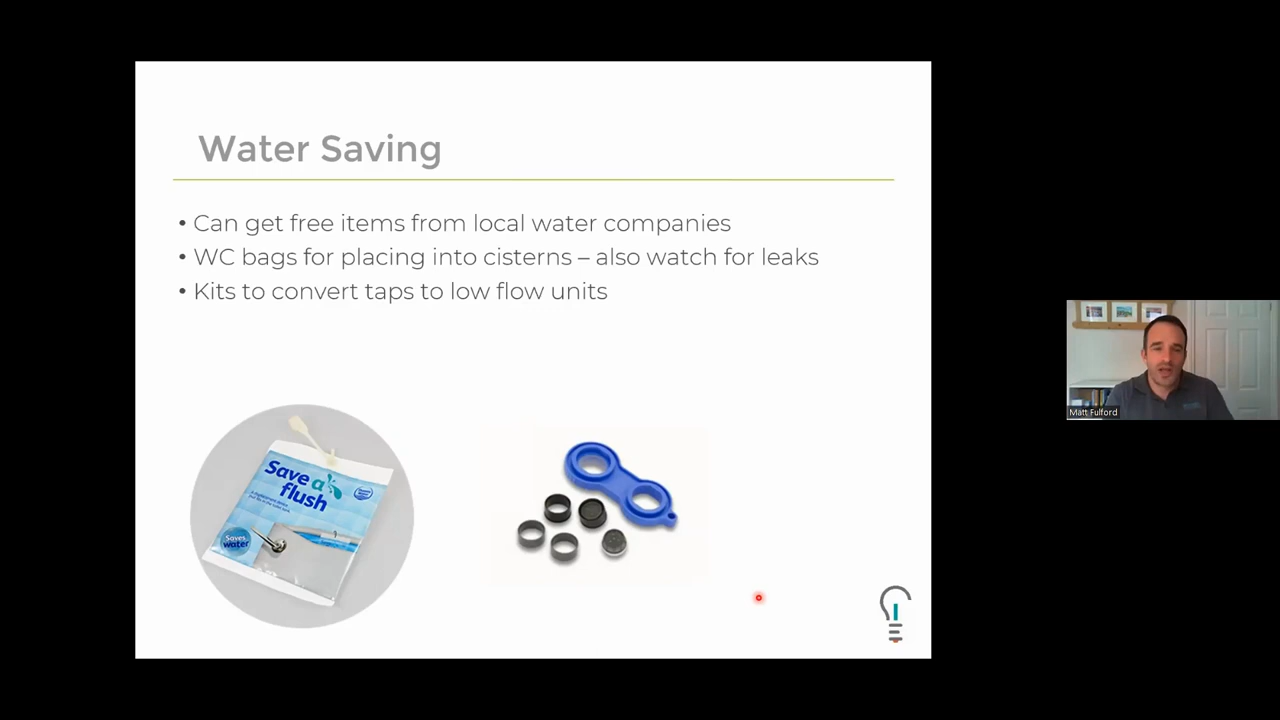 Water Saving
• Can get free items from local water companies
• WC bags for placing into cisterns – also watch for leaks
• Kits to convert taps to low flow units
Save a
flush
Saves
water
Matt Fulford